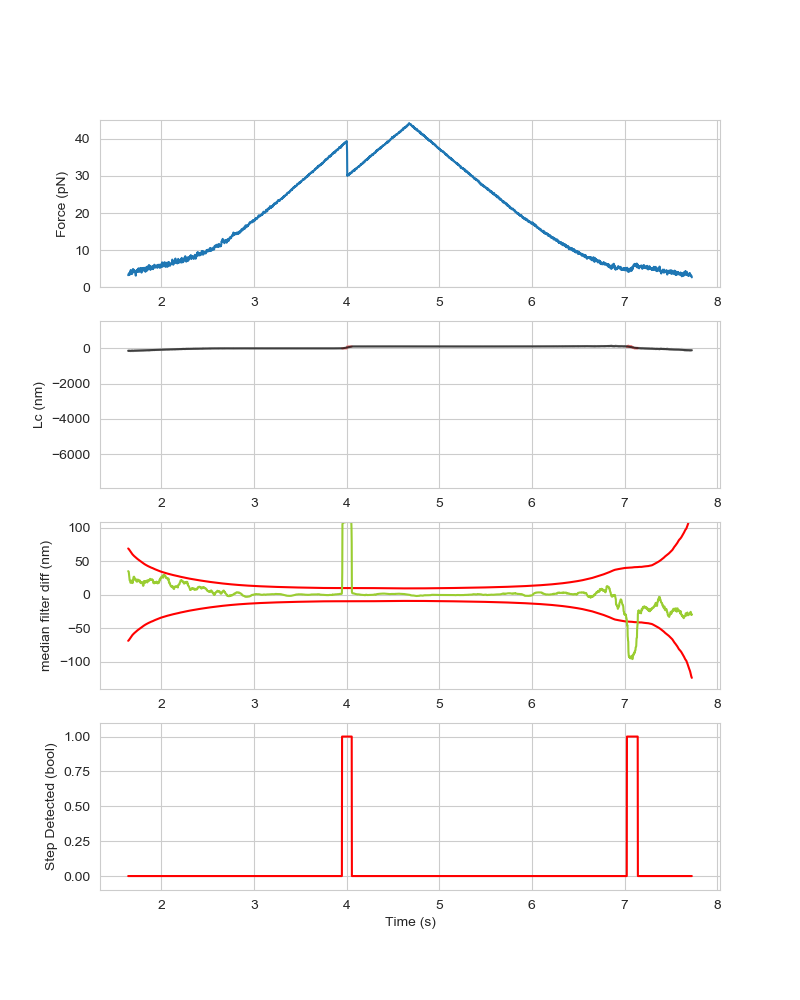 40
30
20
10
0
Force (pN)
2 3 4 5 6 7 8
0
−2000
−4000
−6000
Lc (nm)
2 3 4 5 6 7 8
100
50
0
−50
−100
median filter diff (nm)
2 3 4 5 6 7 8
1.00
0.75
0.50
0.25
0.00
Step Detected (bool)
2 3 4 5 6 7 8
Time (s)